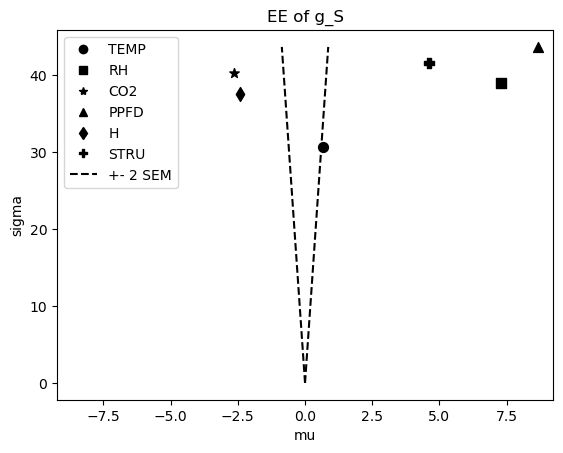 EE of g_S
TEMP
RH
CO2
PPFD
H
STRU
+- 2 SEM
sigma
40
30
20
10
0
−7.5 −5.0 −2.5 0.0 2.5 5.0 7.5
mu